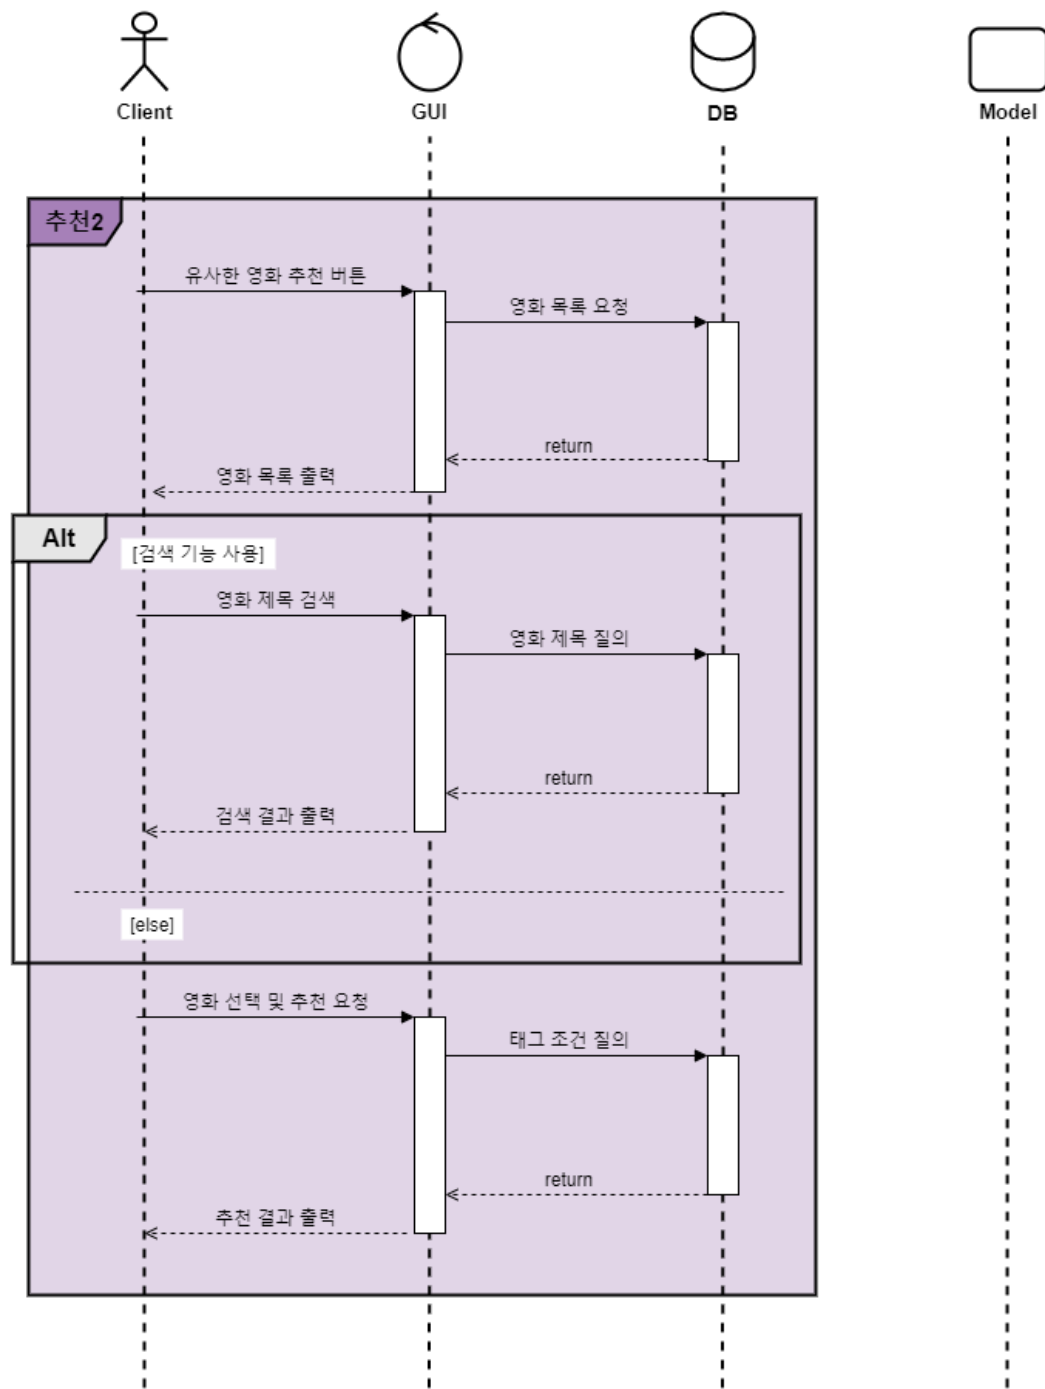 Client
GUI
DB
Model
추천2
유사한 영화 추천 버튼
영화 목록 요청
return
영화 목록 출력
Alt
[검색 기능 사용]
영화 제목 검색
영화 제목 질의
return
검색 결과 출력
[else]
영화 선택 및 추천 요청
태그 조건 질의
return
추천 결과 출력